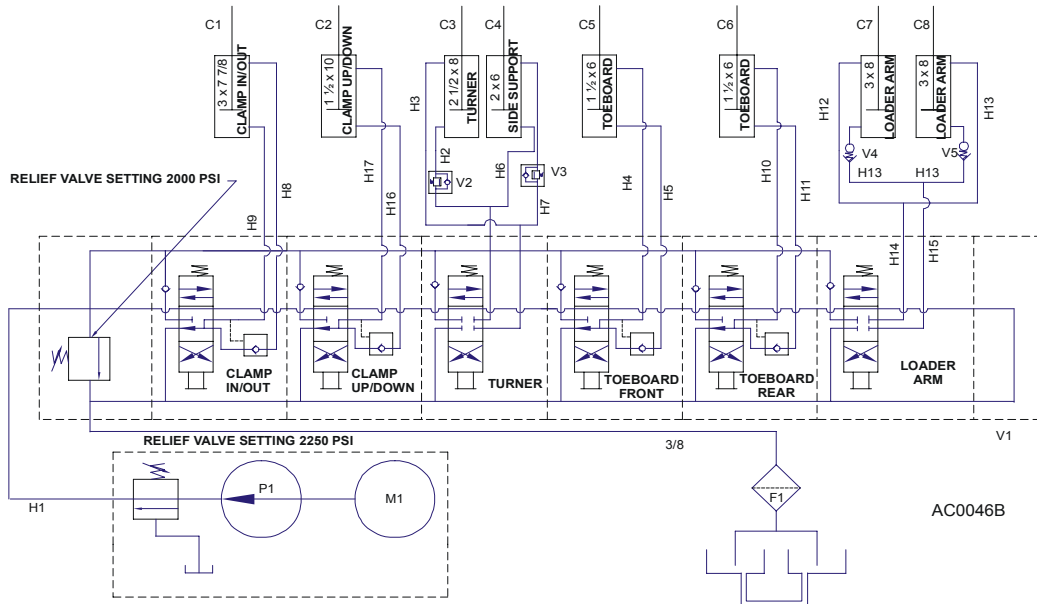 C1
C2
C3
C4
C5
C6
C7
C8
3 x 7 7/8
CLAMP IN/OUT
1 ½ x 10
CLAMP UP/DOWN
2 1/2 x 8
TURNER
2 x 6
SIDE SUPPORT
1 ½ x 6
TOEBOARD
1 ½ x 6
TOEBOARD
3 x 8
LOADER ARM
3 x 8
LOADER ARM
H3
H12
H13
H2
H6
V2
V3
V4
V5
H13
H13
H8
H9
H17
H16
H7
H4
H5
H10
H11
H14
H15
RELIEF VALVE SETTING 2000 PSI
CLAMP
IN/OUT
CLAMP
UP/DOWN
TURNER
TOEBOARD
FRONT
TOEBOARD
REAR
LOADER
ARM
V1
RELIEF VALVE SETTING 2250 PSI
3/8
H1
P1
M1
F1
AC0046B